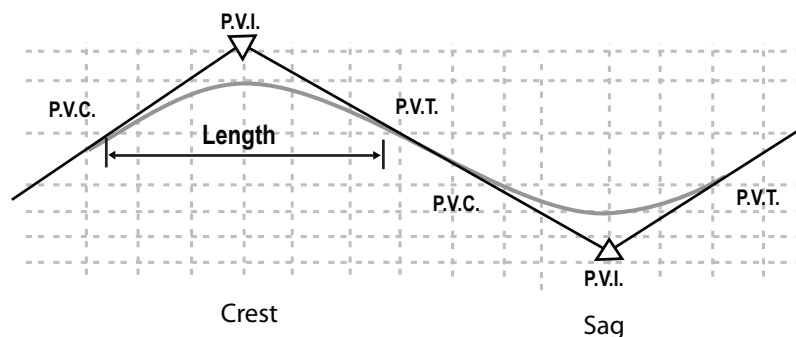 P.V.I.
P.V.C.
P.V.T.
Length
P.V.C.
P.V.T.
P.V.I.
Crest
Sag